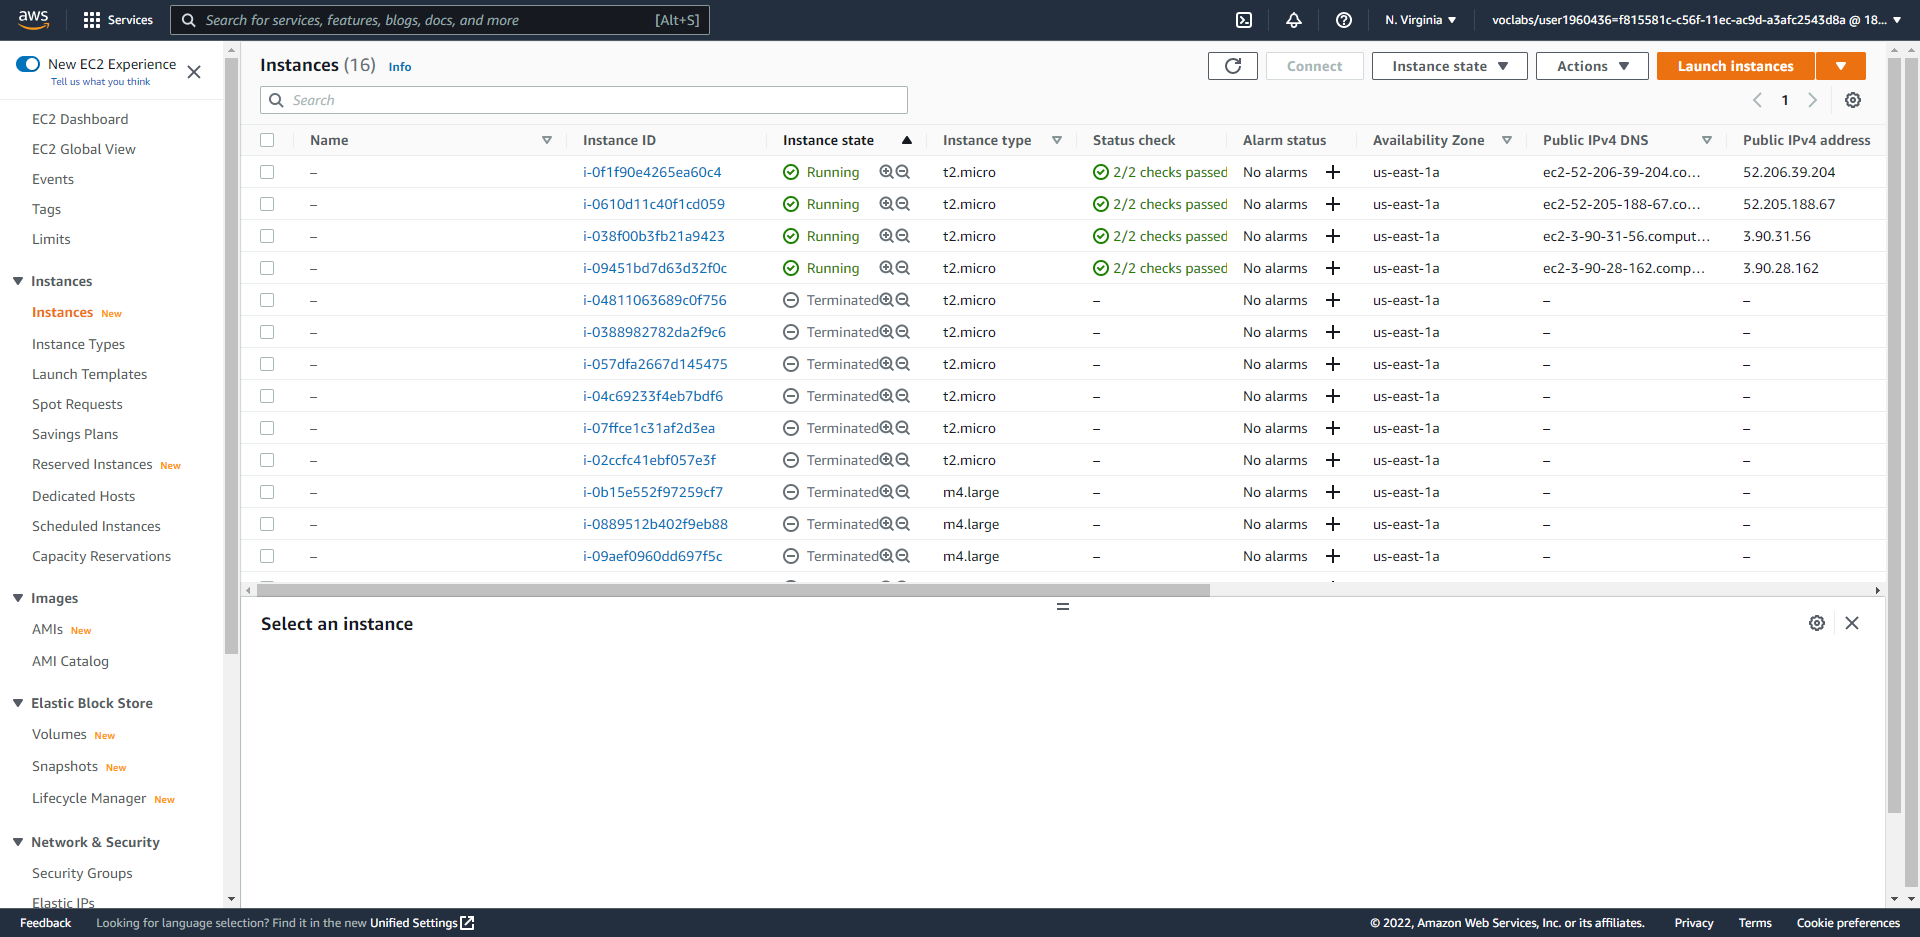 aws
Services
Search for services, features, blogs, docs, and more [Alt+S]
N. Virginia
voclabs/user1960436=f815581c-c56f-11ec-ac9d-a3afc2543d8a @ 18...
New EC2 Experience
Tell us what you think
EC2 Dashboard
EC2 Global View
Events
Tags
Limits
Instances
Instances New
Instance Types
Launch Templates
Spot Requests
Savings Plans
Reserved Instances New
Dedicated Hosts
Scheduled Instances
Capacity Reservations
Images
AMIs New
AMI Catalog
Elastic Block Store
Volumes New
Snapshots New
Lifecycle Manager New
Network & Security
Security Groups
Elastic IPs
Instances (16) Info
Connect
Instance state
Actions
Launch instances
Search
1
Name Instance ID Instance state Instance type Status check Alarm status Availability Zone Public IPv4 DNS Public IPv4 address
– i-0f1f90e4265ea60c4 Running t2.micro 2/2 checks passed No alarms us-east-1a ec2-52-206-39-204.co... 52.206.39.204
– i-0610d11c40f1cd059 Running t2.micro 2/2 checks passed No alarms us-east-1a ec2-52-205-188-67.co... 52.205.188.67
– i-038f00b3fb21a9423 Running t2.micro 2/2 checks passed No alarms us-east-1a ec2-3-90-31-56.comput... 3.90.31.56
– i-09451bd7d63d32f0c Running t2.micro 2/2 checks passed No alarms us-east-1a ec2-3-90-28-162.comp... 3.90.28.162
– i-04811063689c0f756 Terminated t2.micro – No alarms us-east-1a – –
– i-0388982782da2f9c6 Terminated t2.micro – No alarms us-east-1a – –
– i-057dfa2667d145475 Terminated t2.micro – No alarms us-east-1a – –
– i-04c69233f4eb7bdf6 Terminated t2.micro – No alarms us-east-1a – –
– i-07ffce1c31af2d3ea Terminated t2.micro – No alarms us-east-1a – –
– i-02ccfc41ebf057e3f Terminated t2.micro – No alarms us-east-1a – –
– i-0b15e552f97259cf7 Terminated m4.large – No alarms us-east-1a – –
– i-0889512b402f9eb88 Terminated m4.large – No alarms us-east-1a – –
– i-09aef0960dd697f5c Terminated m4.large – No alarms us-east-1a – –
Select an instance
Feedback
Looking for language selection? Find it in the new Unified Settings
© 2022, Amazon Web Services, Inc. or its affiliates.
Privacy
Terms
Cookie preferences